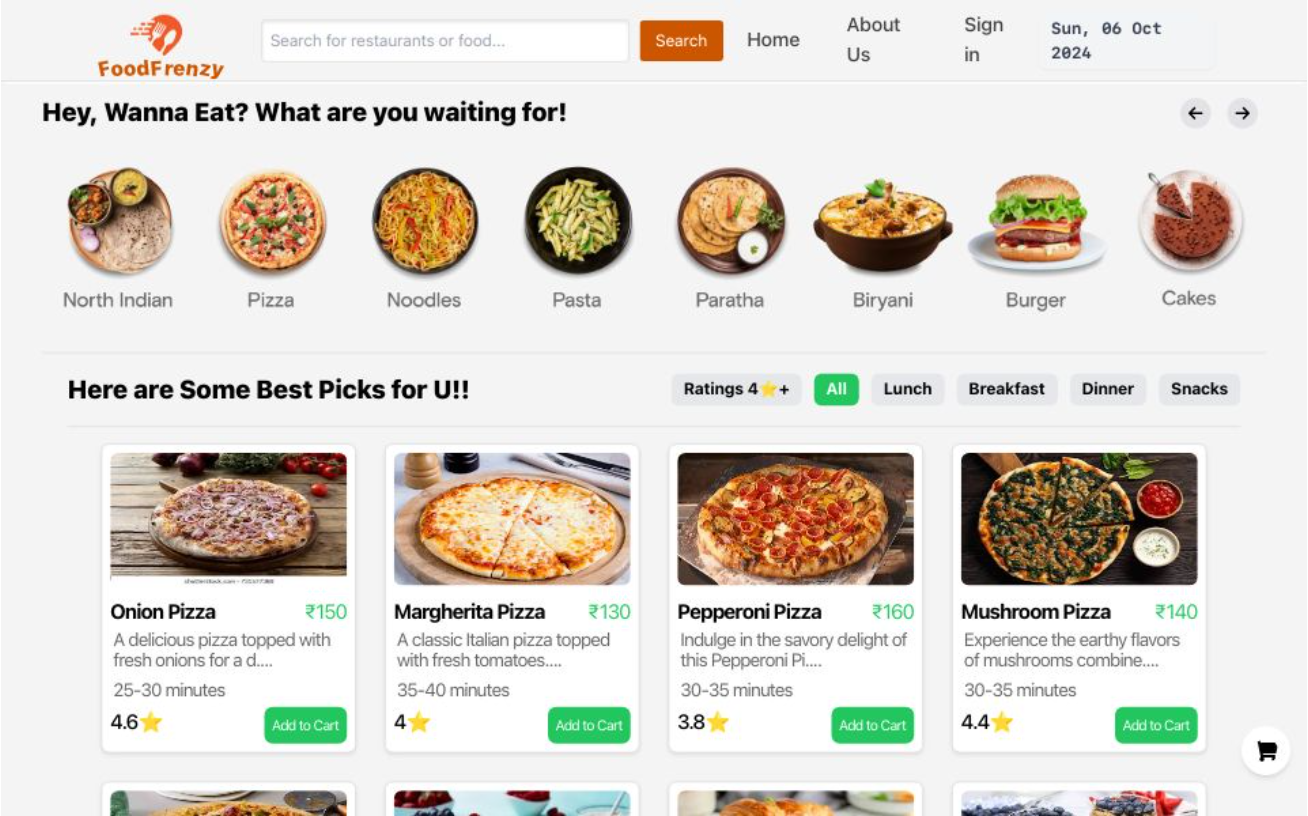 FoodFrenzy
Search for restaurants or food...
Search
Home
About
Us
Sign
in
Sun, 06 Oct
2024
Hey, Wanna Eat? What are you waiting for!
North Indian
Pizza
Noodles
Pasta
Paratha
Biryani
Burger
Cakes
Here are Some Best Picks for U!!
Ratings 4⭐+
All
Lunch
Breakfast
Dinner
Snacks
Onion Pizza ₹150
A delicious pizza topped with
fresh onions for a d....
25-30 minutes
4.6⭐
Add to Cart
Margherita Pizza ₹130
A classic Italian pizza topped
with fresh tomatoes....
35-40 minutes
4⭐
Add to Cart
Pepperoni Pizza ₹160
Indulge in the savory delight of
this Pepperoni Pi....
30-35 minutes
3.8⭐
Add to Cart
Mushroom Pizza ₹140
Experience the earthy flavors
of mushrooms combine....
30-35 minutes
4.4⭐
Add to Cart